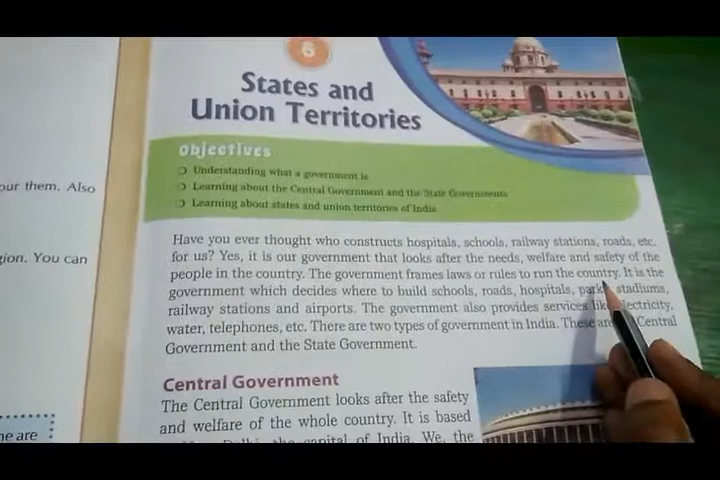 our them. Also
gion. You can
ne are
6
States and
Union Territories
Objectives
Understanding what a government is
Learning about the Central Government and the State Governments
Learning about states and union territories of India
Have you ever thought who constructs hospitals, schools, railway stations, roads, etc.
for us? Yes, it is our government that looks after the needs, welfare and safety of the
people in the country. The government frames laws or rules to run the country. It is the
government which decides where to build schools, roads, hospitals, parks, stadiums,
railway stations and airports. The government also provides services like electricity,
water, telephones, etc. There are two types of government in India. These are Central
Government and the State Government.
Central Government
The Central Government looks after the safety
and welfare of the whole country. It is based
Delhi, the capital of India. We, the